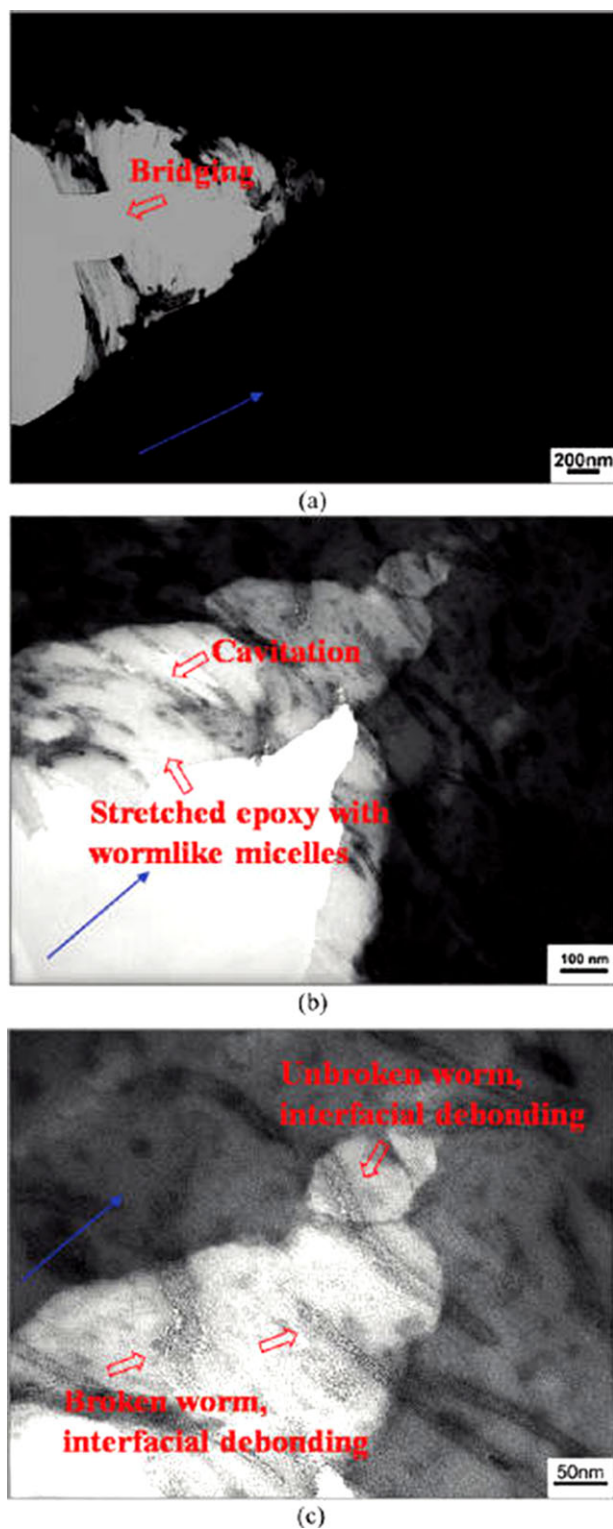 Bridging
200nm
(a)
Cavitation
Stretched epoxy with
wormlike micelles
100 nm
(b)
Unbroken worm,
interfacial debonding
Broken worm,
interfacial debonding
50nm
(c)